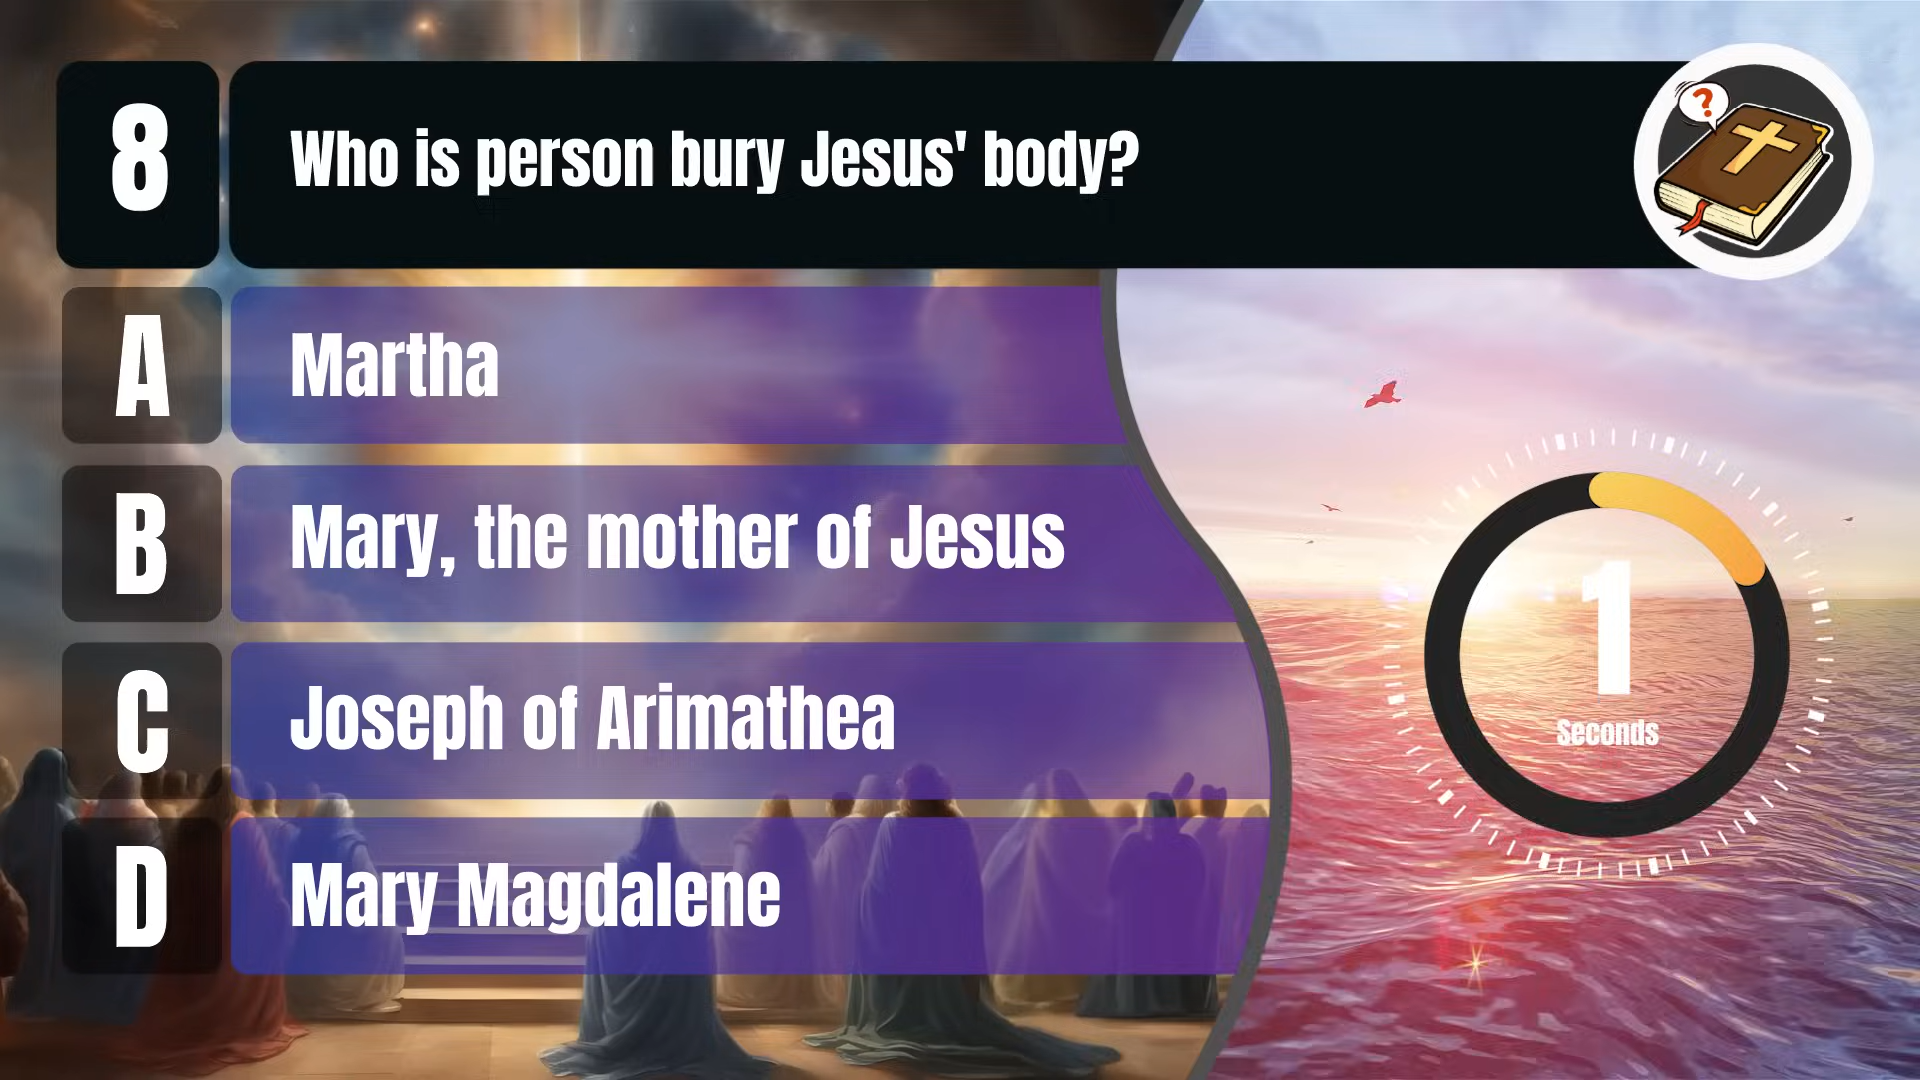 8
Who is person bury Jesus' body?
?
A
Martha
B
Mary, the mother of Jesus
C
Joseph of Arimathea
D
Mary Magdalene
1
Seconds